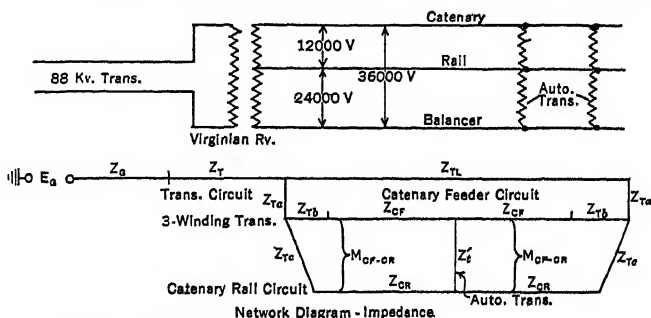 Catenary
12000 V
Rail
88 Kv. Trans.
36000 V
Auto.
Trans.
24000 V
Balancer
Virginian Rv.
E_G Z_G Z_T Z_TL
Trans. Circuit Catenary Feeder Circuit
Z_Ta Z_Ta
Z_Tb Z_CF Z_CF Z_Tb
3-Winding Trans.
Z_Tc M_CF-CR Z'_t M_CF-CR Z_Tc
Catenary Rail Circuit Z_CR Z_CR
Auto. Trans.
Network Diagram - Impedance